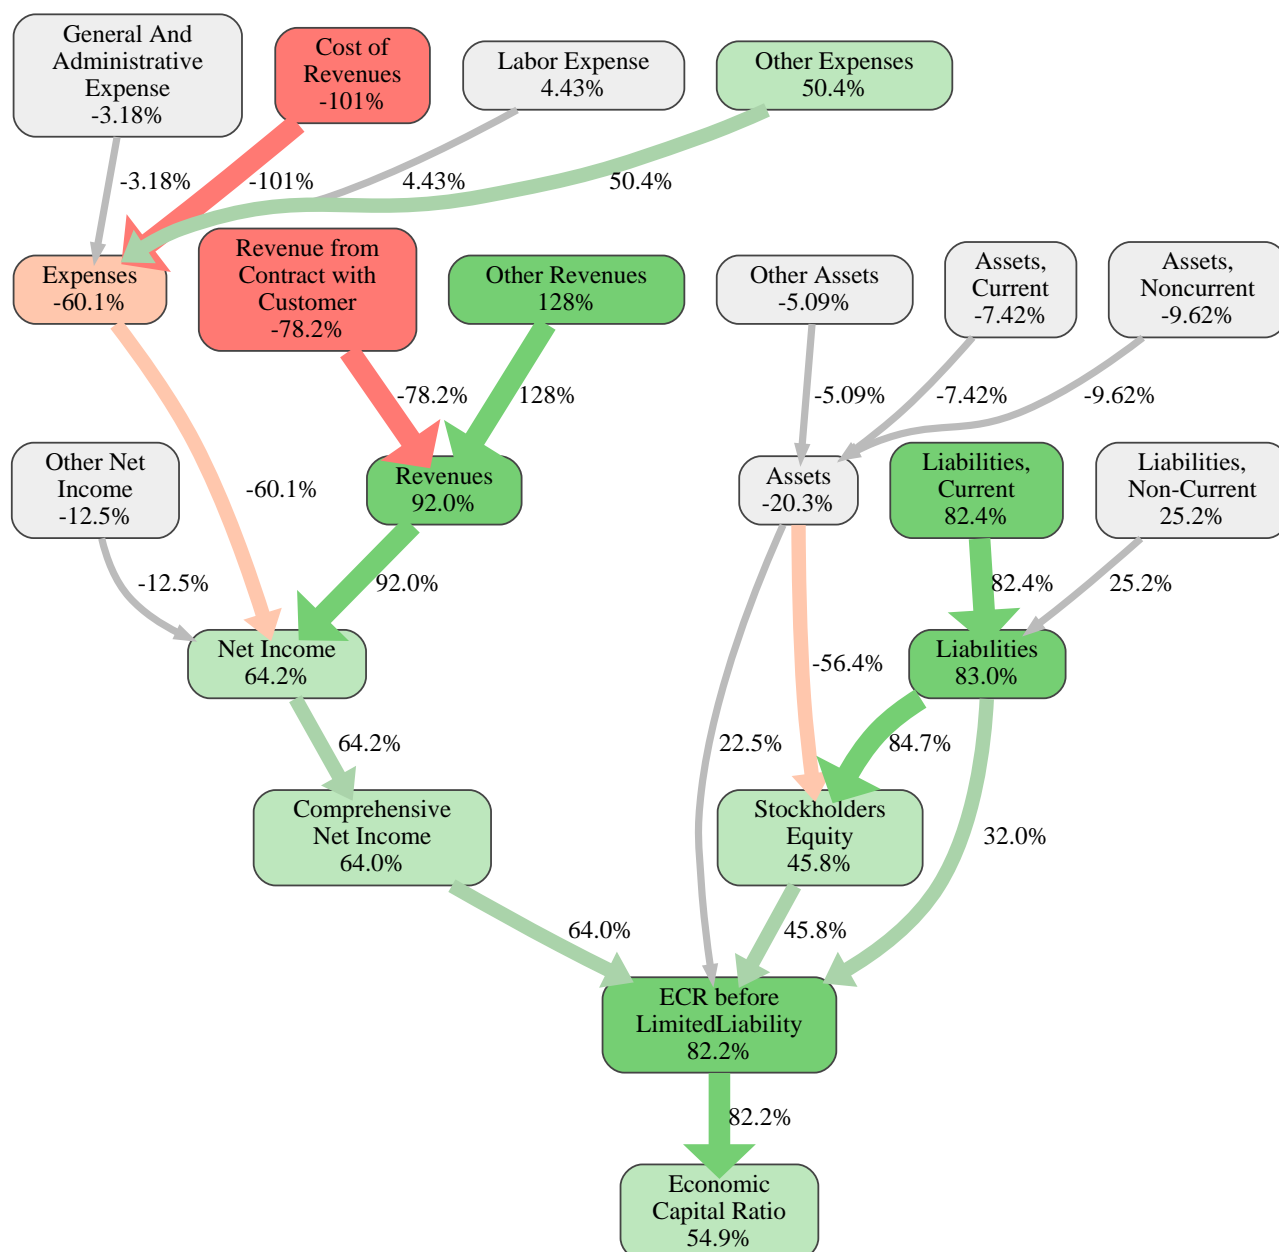 General And
Administrative
Expense
-3.18%
Cost of
Revenues
-101%
Labor Expense
4.43%
Other Expenses
50.4%
-3.18%
-101%
4.43%
50.4%
Expenses
-60.1%
Revenue from
Contract with
Customer
-78.2%
Other Revenues
128%
Other Assets
-5.09%
Assets,
Current
-7.42%
Assets,
Noncurrent
-9.62%
-78.2%
128%
-5.09%
-7.42%
-9.62%
Other Net
Income
-12.5%
-60.1%
Revenues
92.0%
Assets
-20.3%
Liabilities,
Current
82.4%
Liabilities,
Non-Current
25.2%
-12.5%
92.0%
82.4%
25.2%
Net Income
64.2%
-56.4%
Liabilities
83.0%
64.2%
22.5%
84.7%
Comprehensive
Net Income
64.0%
Stockholders
Equity
45.8%
32.0%
64.0%
45.8%
ECR before
LimitedLiability
82.2%
82.2%
Economic
Capital Ratio
54.9%